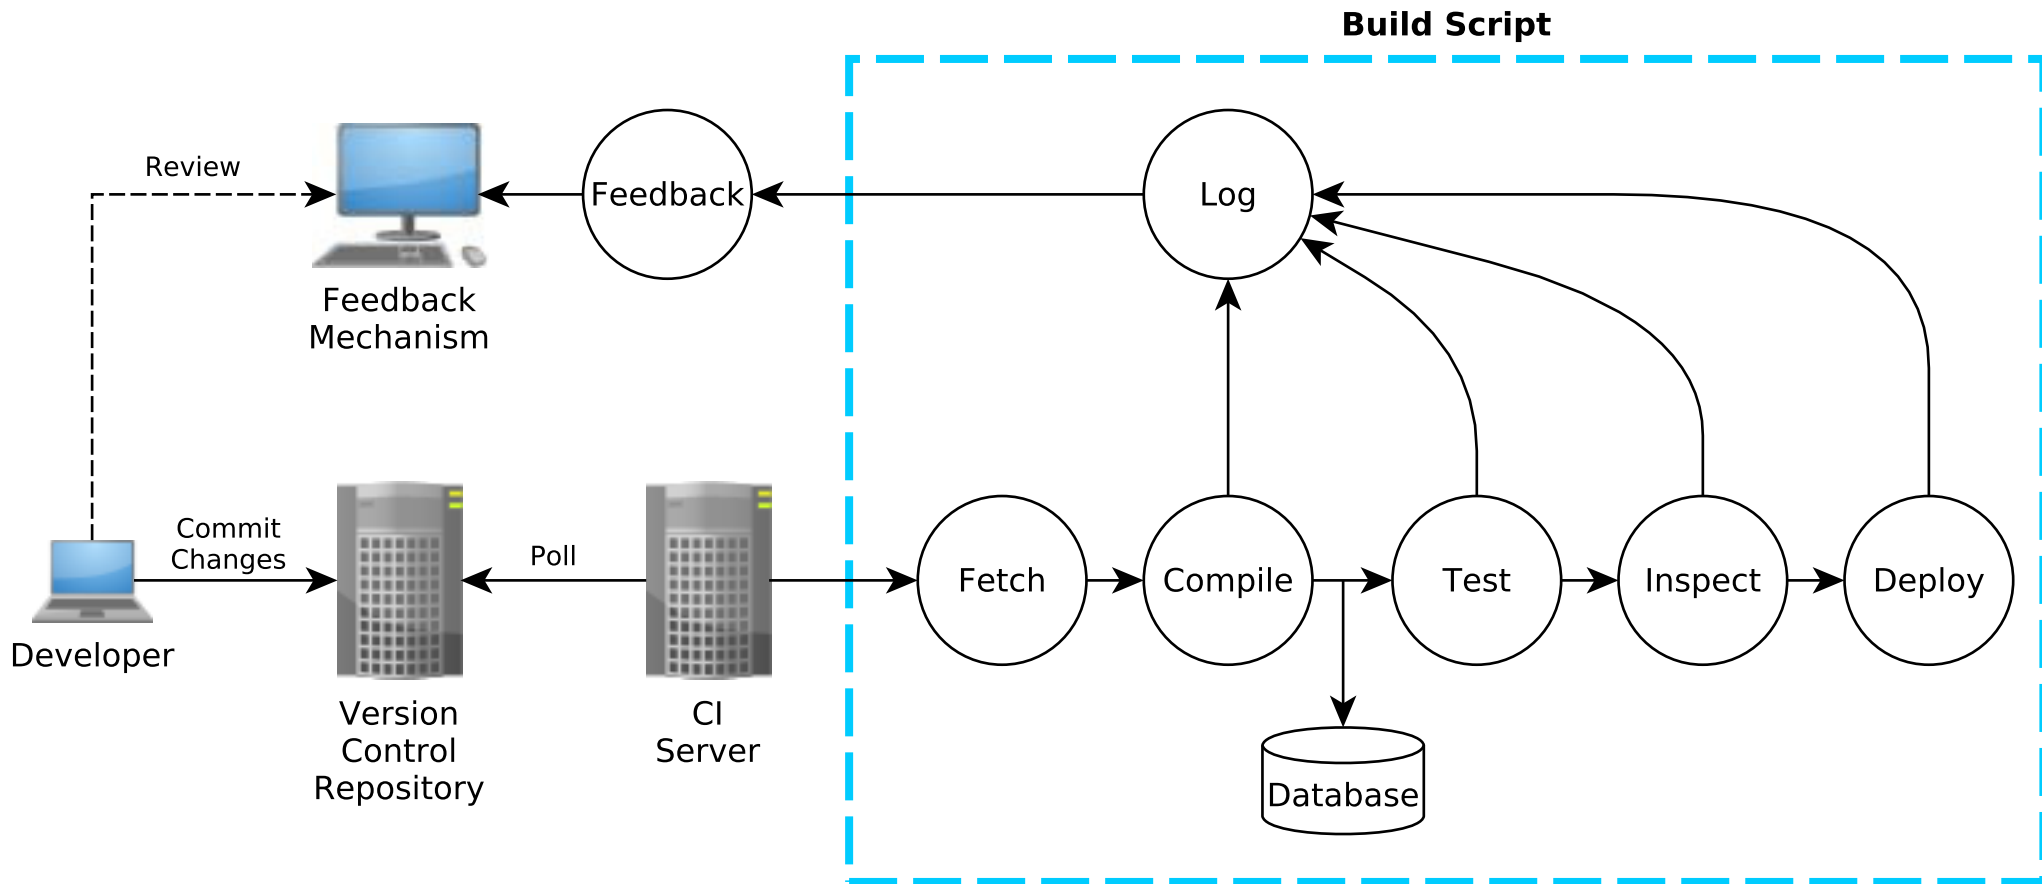 Build Script
Review
Feedback
Log
Feedback
Mechanism
Commit
Changes
Poll
Fetch
Compile
Test
Inspect
Deploy
Developer
Version
Control
Repository
CI
Server
Database